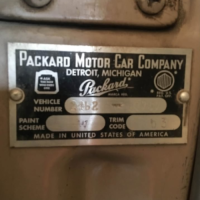 PACKARD MOTOR CAR COMPANY
DETROIT, MICHIGAN
Packard
VEHICLE NUMBER
PAINT SCHEME
TRIM CODE
MADE IN UNITED STATES OF AMERICA